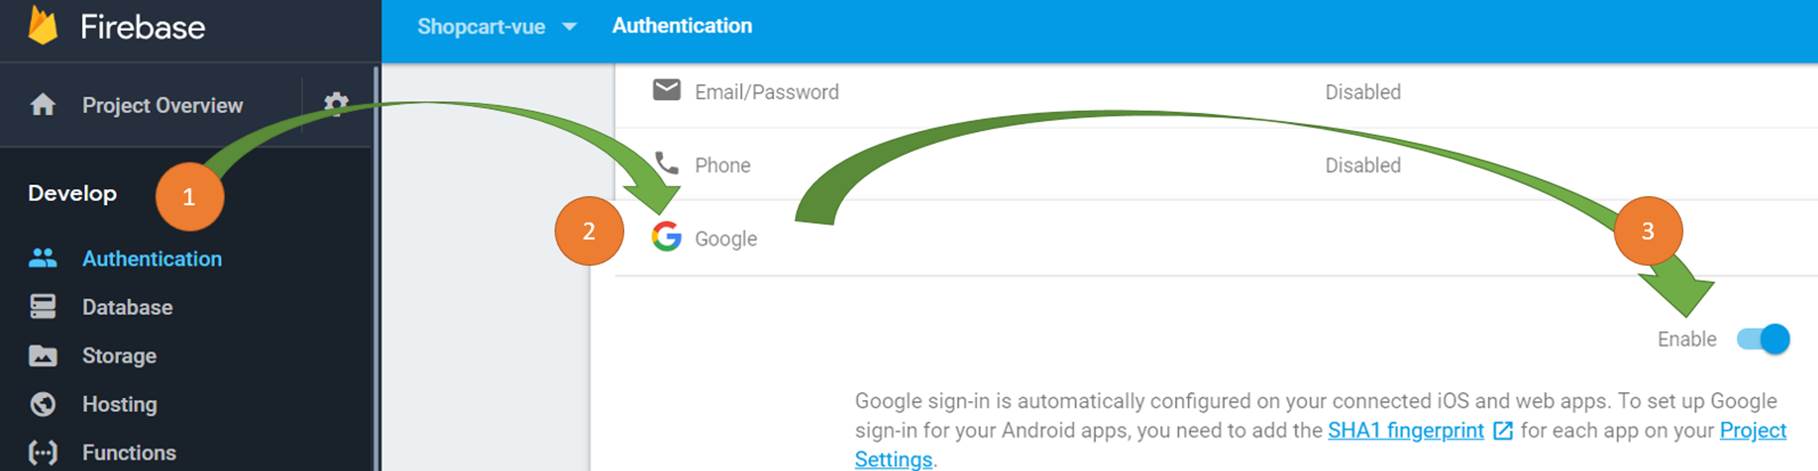 Firebase
Shopcart-vue
Authentication
Project Overview
Email/Password
Disabled
Phone
Disabled
Develop
1
2
Google
3
Authentication
Database
Storage
Hosting
Functions
Enable
Google sign-in is automatically configured on your connected iOS and web apps. To set up Google
sign-in for your Android apps, you need to add the SHA1 fingerprint for each app on your Project
Settings.